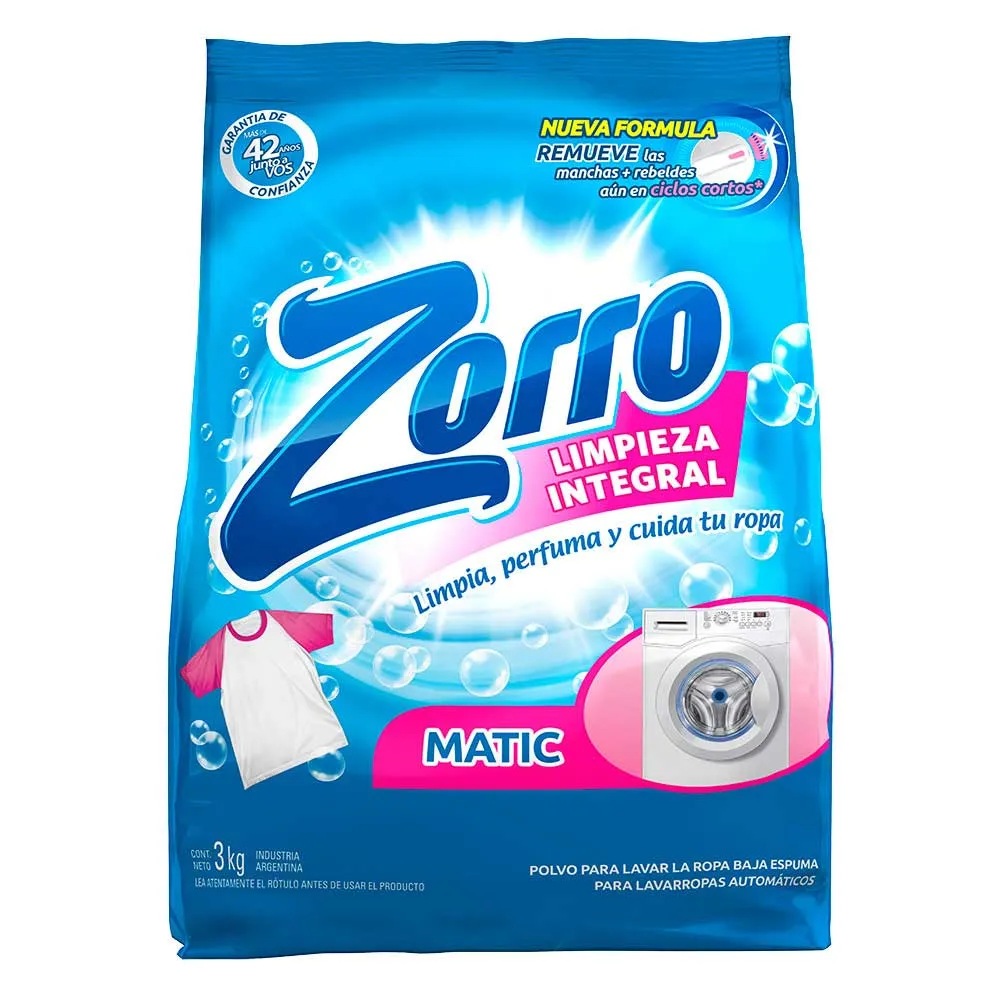 GARANTIA DE
MÁS DE
42 AÑOS
junto a
VOS
CONFIANZA
NUEVA FORMULA
REMUEVE las
manchas + rebeldes
aún en ciclos cortos*
Zorro
LIMPIEZA
INTEGRAL
Limpia, perfuma y cuida tu ropa
MATIC
CONT. NETO 3 kg INDUSTRIA ARGENTINA
LEA ATENTAMENTE EL RÓTULO ANTES DE USAR EL PRODUCTO
POLVO PARA LAVAR LA ROPA BAJA ESPUMA
PARA LAVARROPAS AUTOMÁTICOS